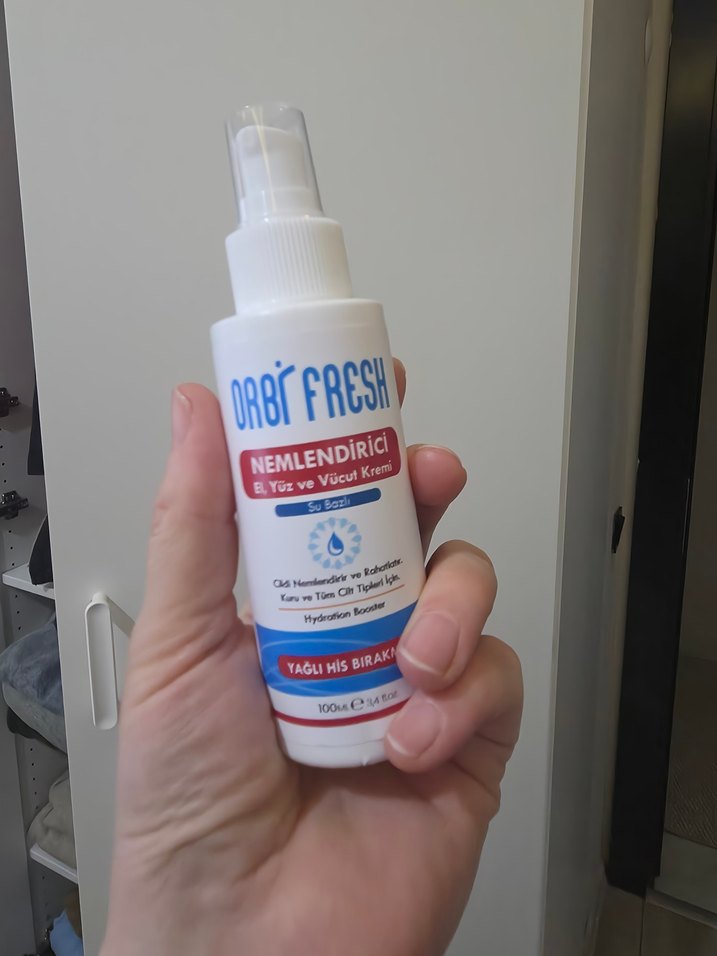 ORBİ FRESH
NEMLENDİRİCİ
El, Yüz ve Vücut Kremi
Su Bazlı
Cildi Nemlendirir ve Rahatlatır.
Kuru ve Tüm Cilt Tipleri İçin.
Hydration Booster
YAĞLI HİS
100ML ℮ 3,4 fl.oz